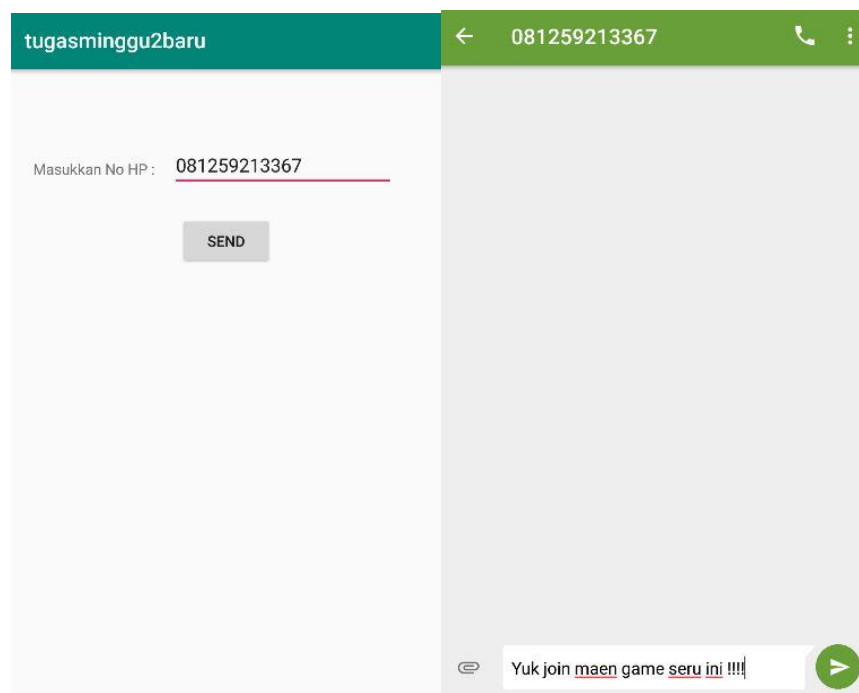 tugasminggu2baru
Masukkan No HP : 081259213367
SEND
081259213367
Yuk join maen game seru ini !!!!